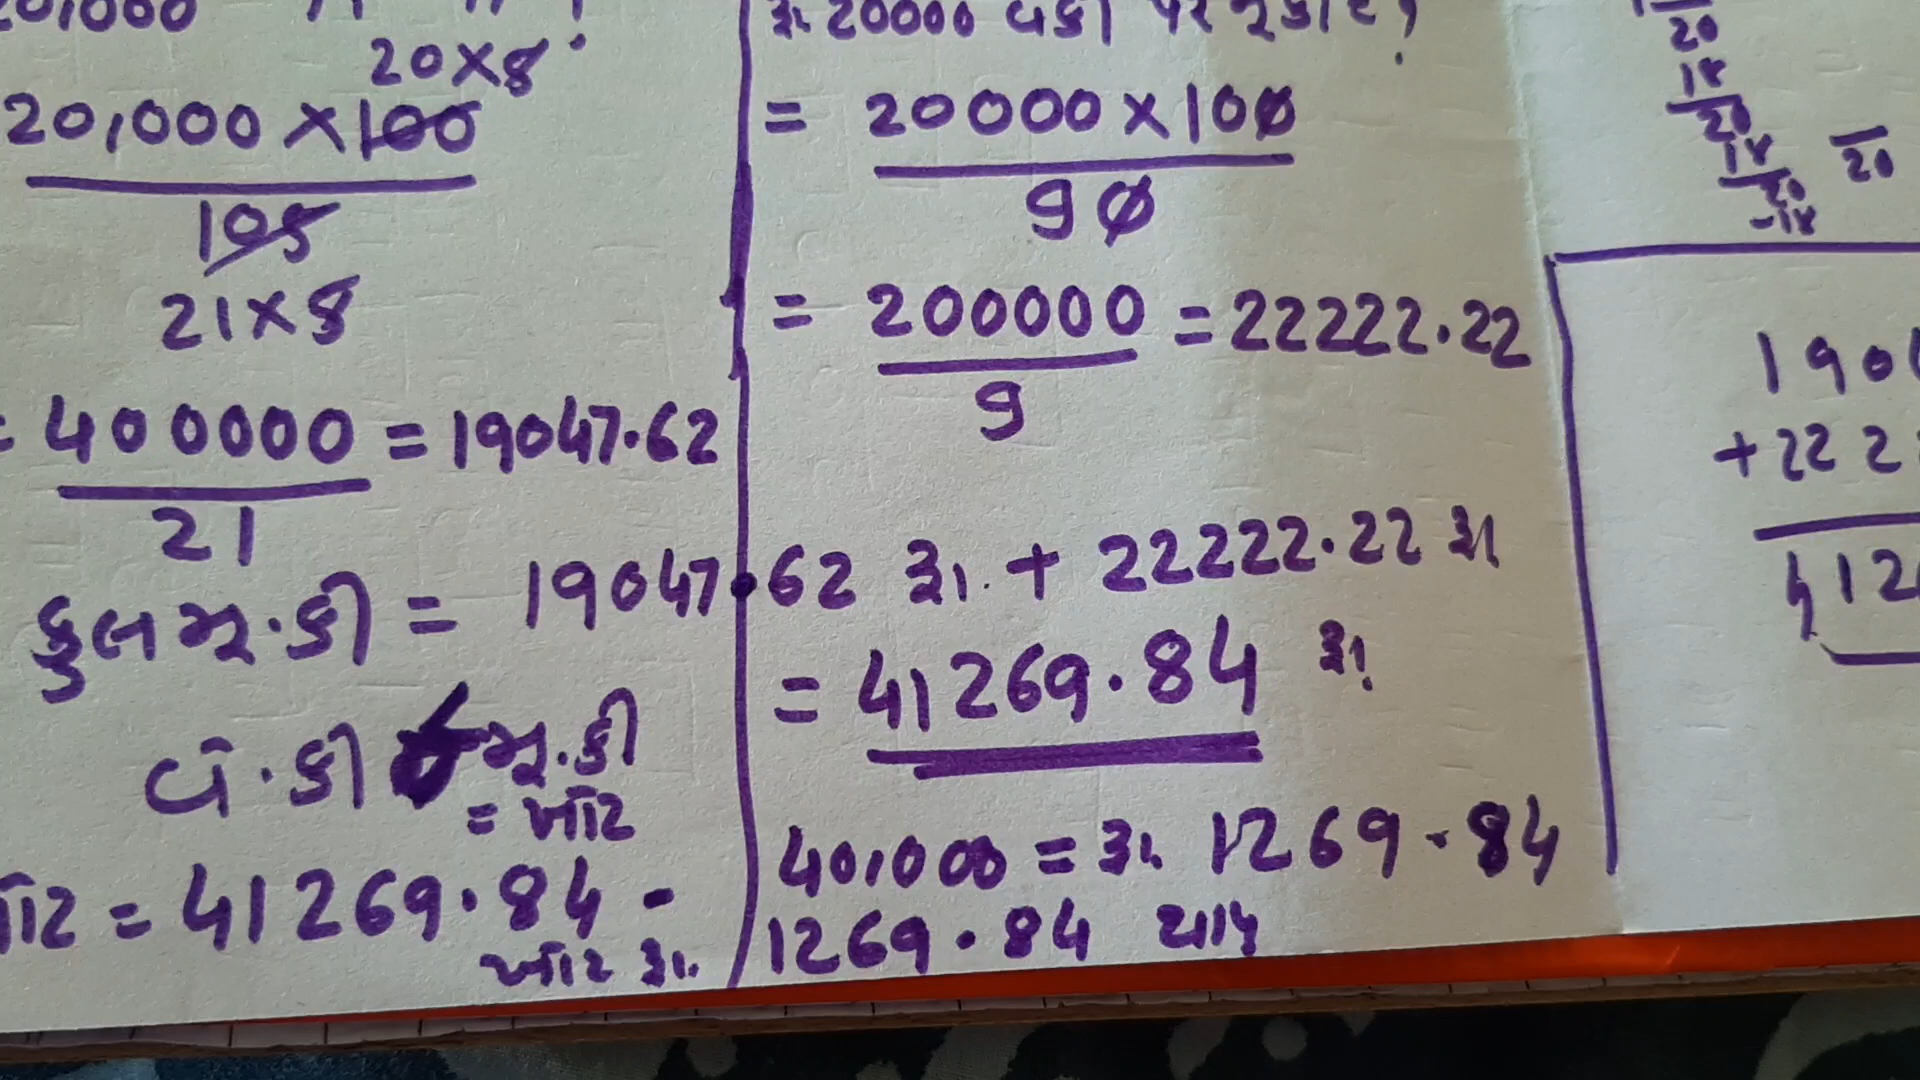 20×5
20,000 ×100
105
21×5
= 400000 = 19047.62
21
રૂા. 20000 વે.કી
= 20000×100
90
= 200000 = 22222.22
9
કુલ મૂ.કી = 19047.62 રૂા. + 22222.22 રૂા
= 41269.84 રૂા
વે.કી મૂ.કી
= ખોટ
= 41269.84 - 40,000 = રૂા. 1269.84
ખોટ રૂા. 1269.84 થાય
20
18
20
18
20
-18
20
+222
412